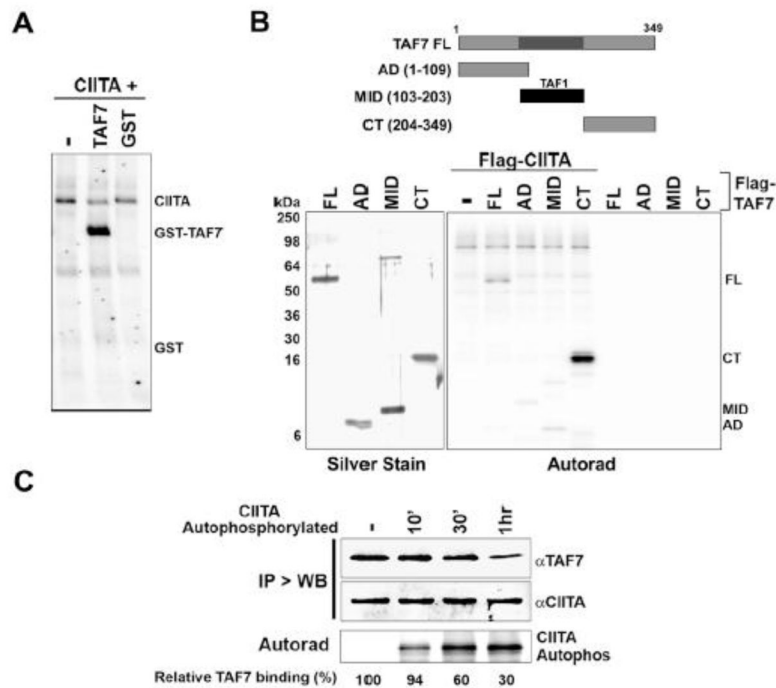 A
CIITA +
- TAF7 GST
CIITA
GST-TAF7
GST
B
1 349
TAF7 FL
AD (1-109)
MID (103-203) TAF1
CT (204-349)
Flag-CIITA
FL AD MID CT - FL AD MID CT FL AD MID CT Flag-TAF7
kDa
250
98
64
50
36
30
16
6
FL
CT
MID
AD
Silver Stain Autorad
C
CIITA
Autophosphorylated - 10' 30' 1hr
IP > WB
αTAF7
αCIITA
Autorad CIITA
Autophos
Relative TAF7 binding (%) 100 94 60 30